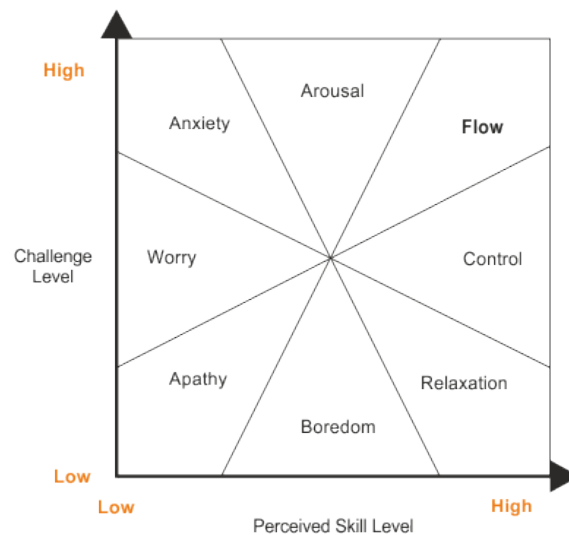 High
Arousal
Anxiety
Flow
Challenge
Level
Worry
Control
Apathy
Relaxation
Boredom
Low
Low
High
Perceived Skill Level